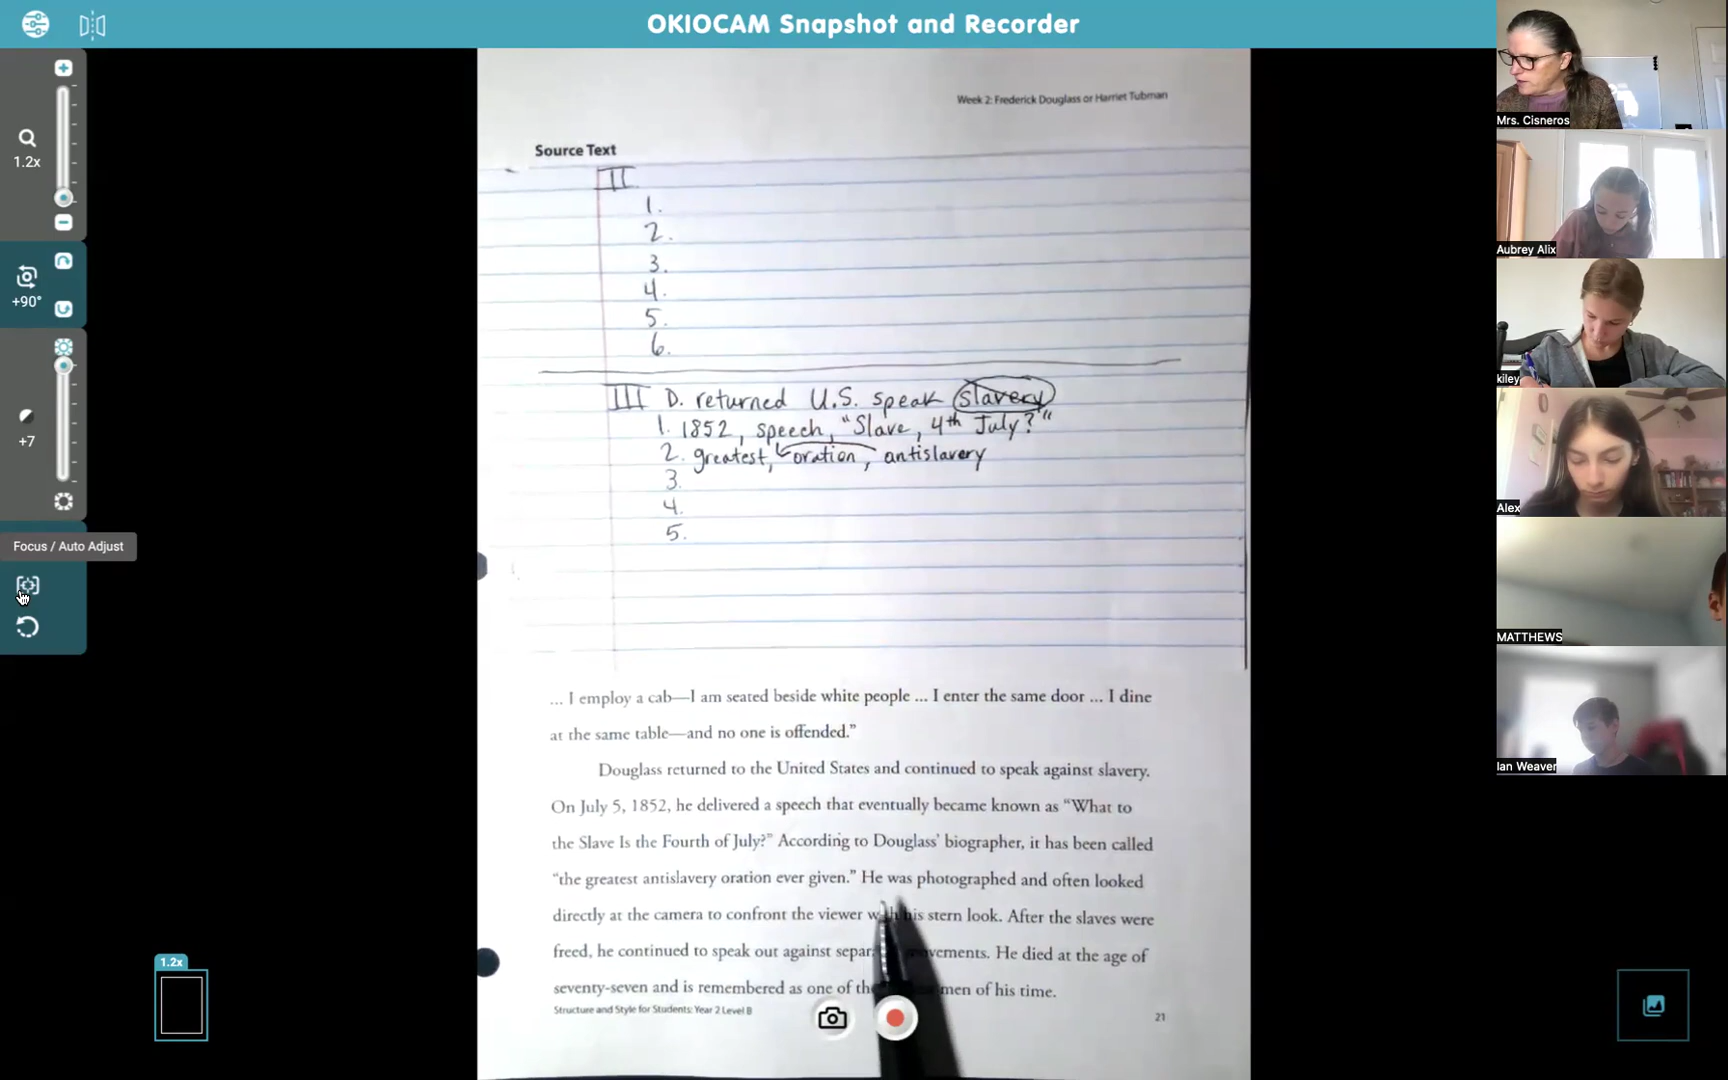 OKIOCAM Snapshot and Recorder
1.2x
+90°
+7
Focus / Auto Adjust
1.2x
Week 2: Frederick Douglass or Harriet Tubman
Source Text
II
1.
2.
3.
4.
5.
6.
III D. returned U.S. speak slavery
1. 1852, speech, "Slave, 4th July?"
2. greatest, oration, antislavery
3.
4.
5.
... I employ a cab—I am seated beside white people ... I enter the same door ... I dine
at the same table—and no one is offended."
Douglass returned to the United States and continued to speak against slavery.
On July 5, 1852, he delivered a speech that eventually became known as "What to
the Slave Is the Fourth of July?" According to Douglass' biographer, it has been called
"the greatest antislavery oration ever given." He was photographed and often looked
directly at the camera to confront the viewer with his stern look. After the slaves were
freed, he continued to speak out against movements. He died at the age of
seventy-seven and is remembered as one of the men of his time.
Structure and Style for Students: Year 2 Level B
21
Mrs. Cisneros
Aubrey Alix
kiley
Alex
MATTHEWS
Ian Weaver